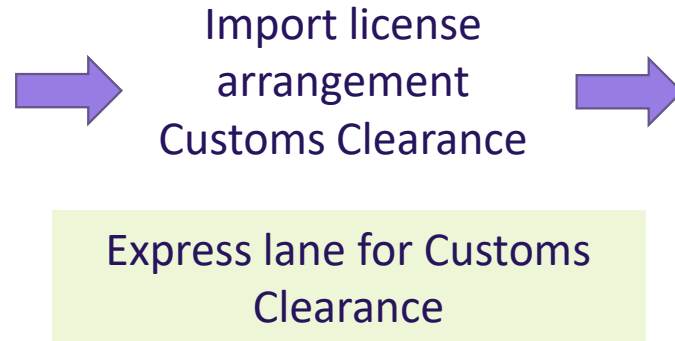 Import license
arrangement
Customs Clearance
Express lane for Customs
Clearance